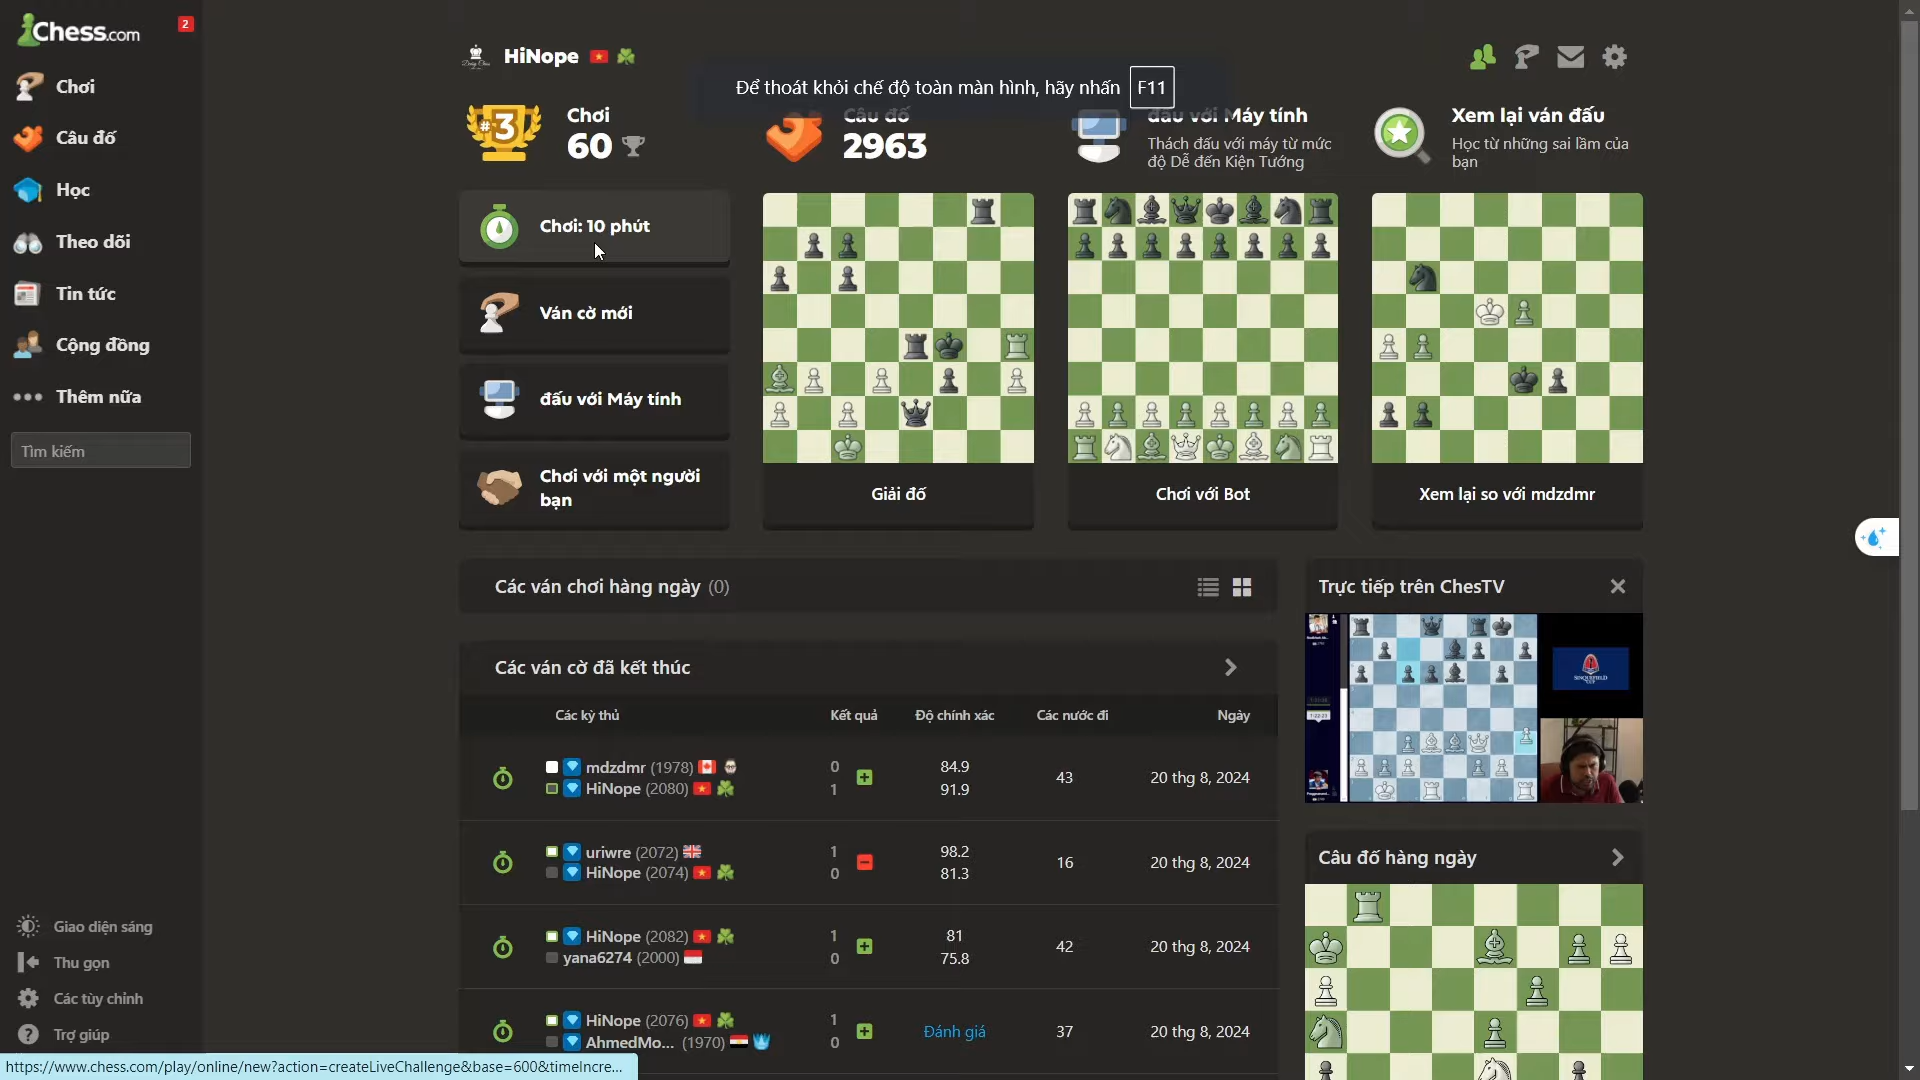 Chess.com
2
Chơi
Câu đố
Học
Theo dõi
Tin tức
Cộng đồng
Thêm nữa
Tìm kiếm
Giao diện sáng
Thu gọn
Các tùy chỉnh
Trợ giúp
HiNope
Để thoát khỏi chế độ toàn màn hình, hãy nhấn F11
#3
Chơi
60
Câu đố
2963
đấu với Máy tính
Thách đấu với máy từ mức
độ Dễ đến Kiện Tướng
Xem lại ván đấu
Học từ những sai lầm của
bạn
Chơi: 10 phút
Ván cờ mới
đấu với Máy tính
Chơi với một người
bạn
Giải đố
Chơi với Bot
Xem lại so với mdzdmr
Các ván chơi hàng ngày (0)
Các ván cờ đã kết thúc
Các kỳ thủ
Kết quả
Độ chính xác
Các nước đi
Ngày
mdzdmr (1978)
HiNope (2080)
0
1
84.9
91.9
43
20 thg 8, 2024
uriwre (2072)
HiNope (2074)
1
0
98.2
81.3
16
20 thg 8, 2024
HiNope (2082)
yana6274 (2000)
1
0
81
75.8
42
20 thg 8, 2024
HiNope (2076)
AhmedMo... (1970)
1
0
Đánh giá
37
20 thg 8, 2024
Trực tiếp trên ChesTV
SINQUEFIELD
CUP
Câu đố hàng ngày
https://www.chess.com/play/online/new?action=createLiveChallenge&base=600&timeIncre...